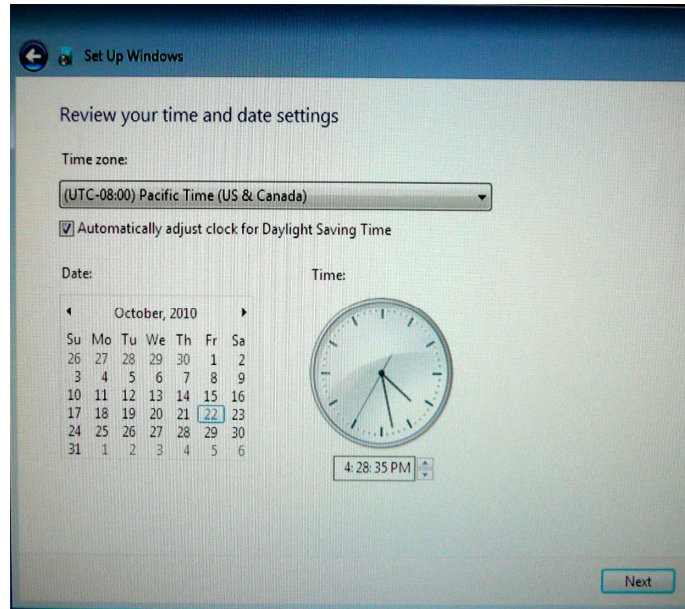 Set Up Windows
Review your time and date settings
Time zone:
(UTC-08:00) Pacific Time (US & Canada)
Automatically adjust clock for Daylight Saving Time
Date:
Time:
October, 2010
Su Mo Tu We Th Fr Sa
26 27 28 29 30 1 2
3 4 5 6 7 8 9
10 11 12 13 14 15 16
17 18 19 20 21 22 23
24 25 26 27 28 29 30
31 1 2 3 4 5 6
4: 28: 35 PM
Next